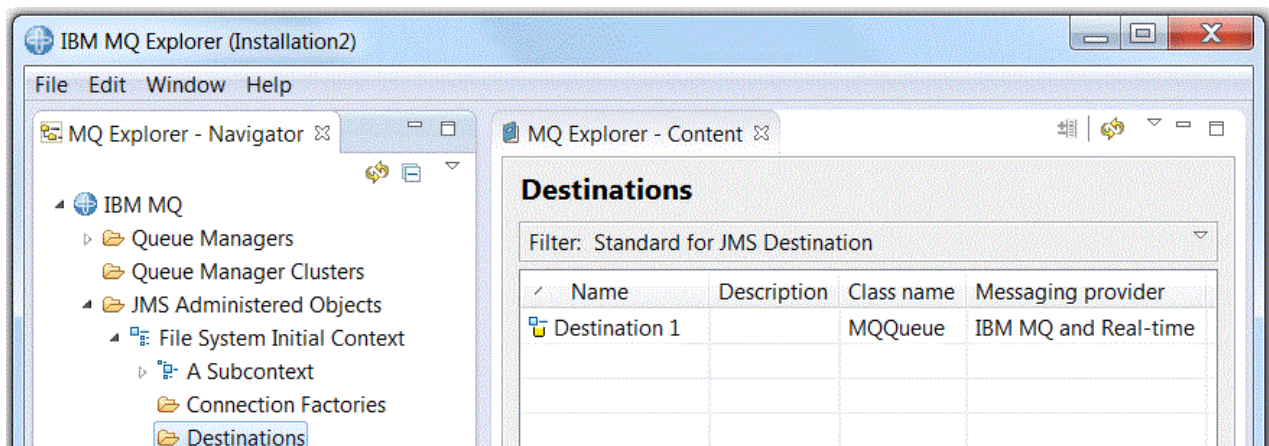 IBM MQ Explorer (Installation2)
File Edit Window Help
MQ Explorer - Navigator
IBM MQ
Queue Managers
Queue Manager Clusters
JMS Administered Objects
File System Initial Context
A Subcontext
Connection Factories
Destinations
MQ Explorer - Content
Destinations
Filter: Standard for JMS Destination
Name Description Class name Messaging provider
Destination 1 MQQueue IBM MQ and Real-time